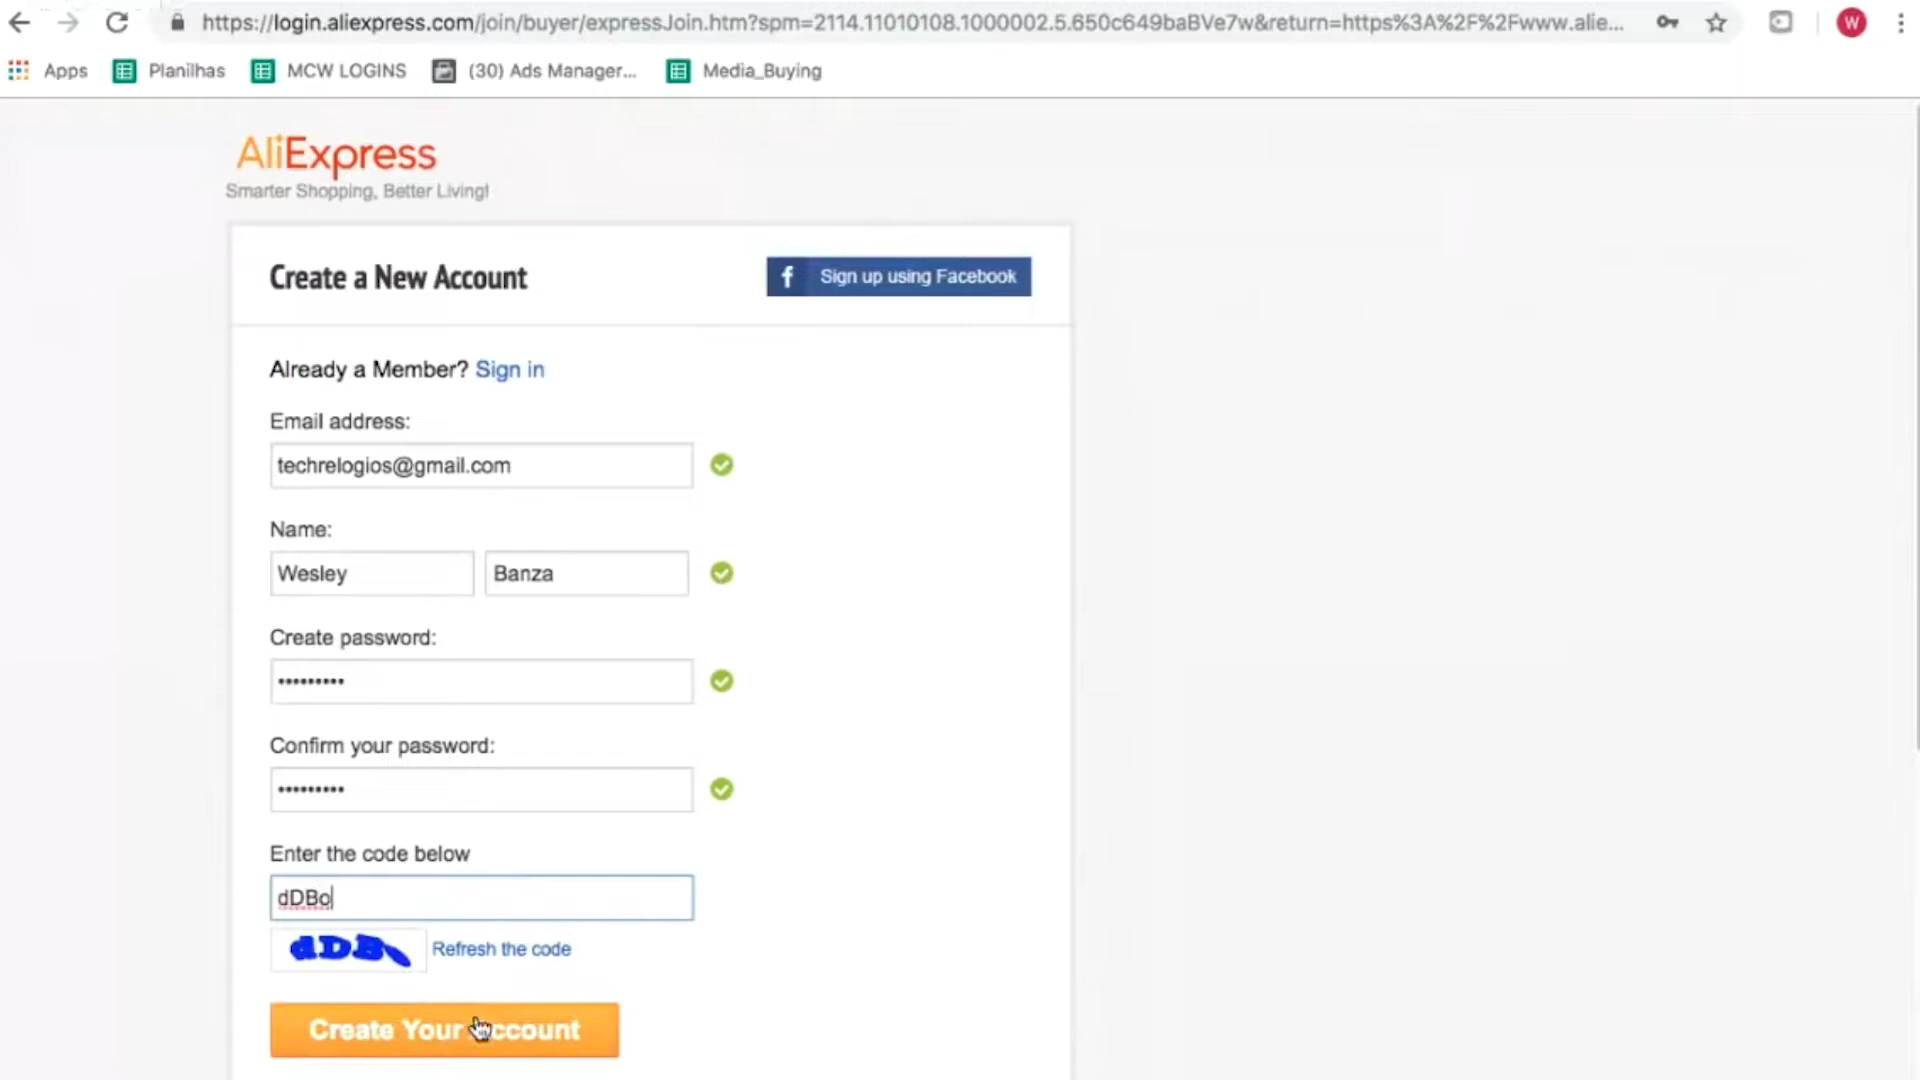 https://login.aliexpress.com/join/buyer/expressJoin.htm?spm=2114.11010108.1000002.5.650c649baBVe7w&return=https%3A%2F%2Fwww.alie...
W
Apps
Planilhas
MCW LOGINS
(30) Ads Manager...
Media_Buying
AliExpress
Smarter Shopping, Better Living!
Create a New Account
f Sign up using Facebook
Already a Member? Sign in
Email address:
techrelogios@gmail.com
Name:
Wesley
Banza
Create password:
•••••••••
Confirm your password:
•••••••••
Enter the code below
dDBo
Refresh the code
Create Your Account